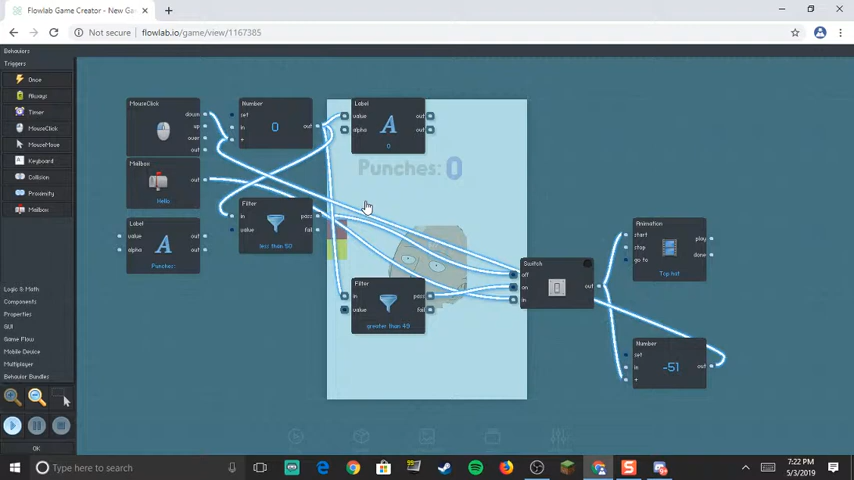 Flowlab Game Creator - New Gam
Not secure | flowlab.io/game/view/1167385
Behaviors
Triggers
Once
Always
Timer
MouseClick
MouseMove
Keyboard
Collision
Proximity
Mailbox
Logic & Math
Components
Properties
GUI
Game Flow
Mobile Device
Multiplayer
Behavior Bundles
OK
MouseClick
down
up
over
out
Mailbox
out
Hello
Label
value
alpha
out
out
Punches:
Number
set
in
+
out
0
Filter
in
value
pass
fail
less than 50
Label
value
alpha
out
out
0
Punches: 0
Filter
in
value
pass
fail
greater than 49
Switch
off
on
in
out
Animation
start
stop
go to
play
done
Top hat
Number
set
in
+
out
-51
Type here to search
7:22 PM
5/3/2019